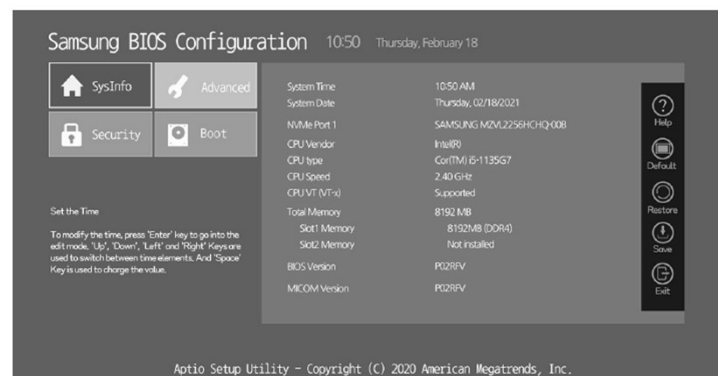 Samsung BIOS Configuration 10:50 Thursday, February 18
SysInfo
Advanced
Security
Boot
Set the Time
To modify the time, press 'Enter' key to go into the
edit mode, 'Up', 'Down', 'Left' and 'Right' Keys are
used to switch between time elements. And 'Space'
Key is used to charge the value.
System Time 10:50 AM
System Date Thursday, 02/18/2021
NVMe Port 1 SAMSUNG MZVL2256HCHQ-00B
CPU Vendor Intel(R)
CPU type Cor(TM) i5-1135G7
CPU Speed 2.40 GHz
CPU VT (VT-x) Supported
Total Memory 8192 MB
Slot1 Memory 8192MB (DDR4)
Slot2 Memory Not installed
BIOS Version P02RFV
MICOM Version P02RFV
Help
Default
Restore
Save
Exit
Aptio Setup Utility - Copyright (C) 2020 American Megatrends, Inc.